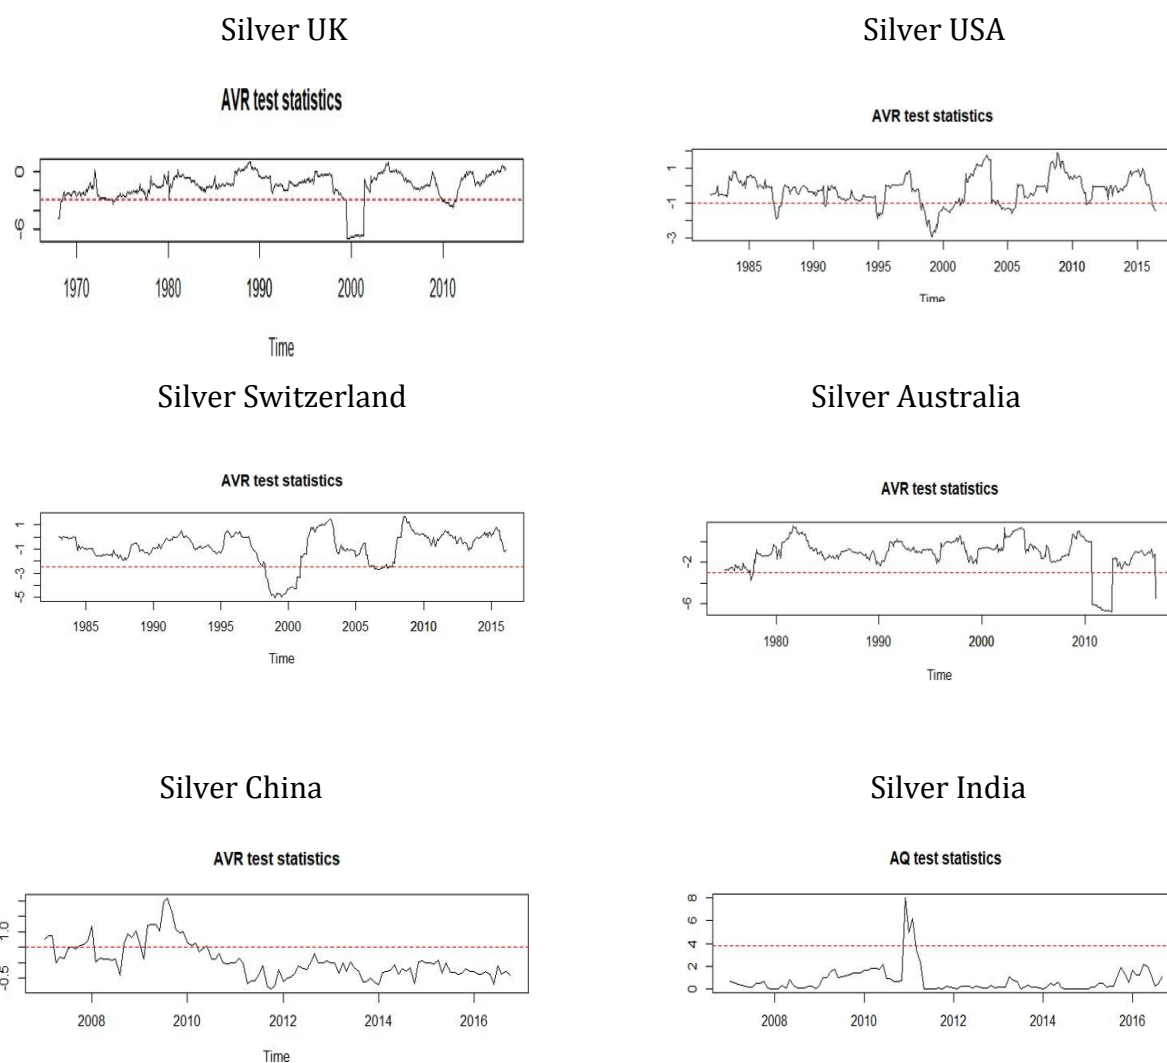 Silver UK
AVR test statistics
0
-6
1970 1980 1990 2000 2010
Time
Silver USA
AVR test statistics
1
-1
-3
1985 1990 1995 2000 2005 2010 2015
Time
Silver Switzerland
AVR test statistics
1
-1
-3
-5
1985 1990 1995 2000 2005 2010 2015
Time
Silver Australia
AVR test statistics
-2
-6
1980 1990 2000 2010
Time
Silver China
AVR test statistics
1.0
-0.5
2008 2010 2012 2014 2016
Time
Silver India
AQ test statistics
8
6
4
2
0
2008 2010 2012 2014 2016